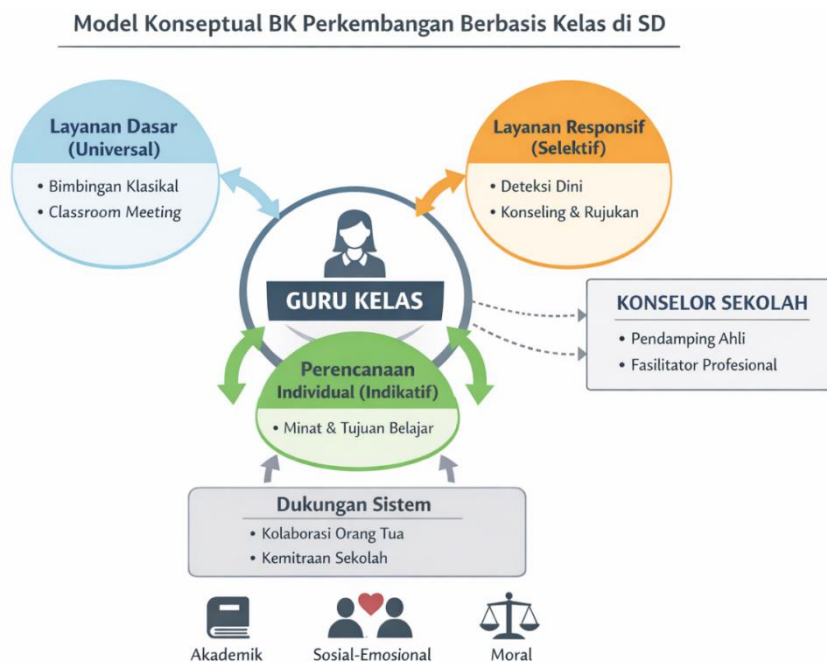 Model Konseptual BK Perkembangan Berbasis Kelas di SD
Layanan Dasar
(Universal)
• Bimbingan Klasikal
• Classroom Meeting
Layanan Responsif
(Selektif)
• Deteksi Dini
• Konseling & Rujukan
GURU KELAS
KONSELOR SEKOLAH
• Pendamping Ahli
• Fasilitator Profesional
Perencanaan
Individual (Indikatif)
• Minat & Tujuan Belajar
Dukungan Sistem
• Kolaborasi Orang Tua
• Kemitraan Sekolah
Akademik
Sosial-Emosional
Moral